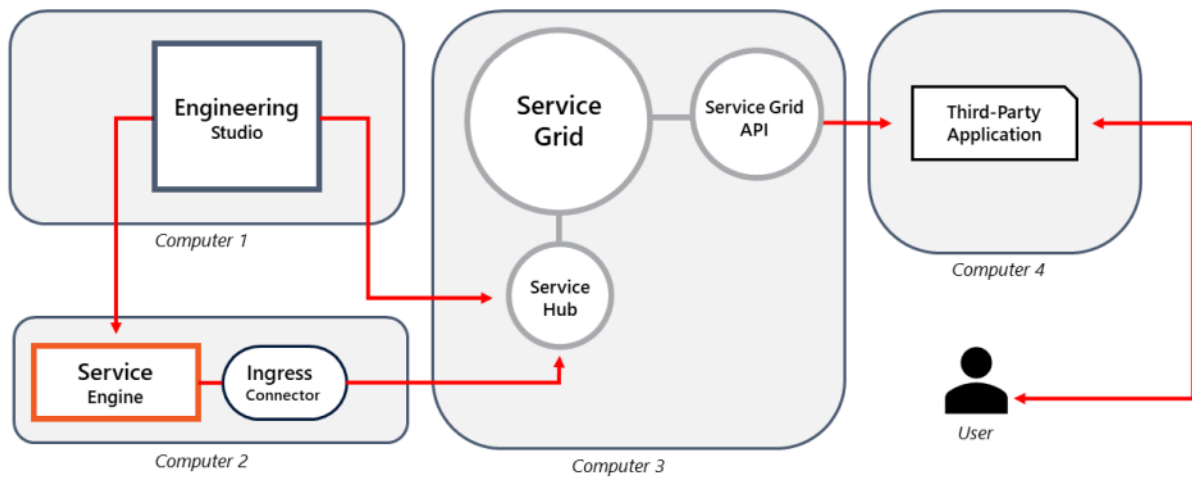 Engineering
Studio
Computer 1
Service
Engine
Ingress
Connector
Computer 2
Service
Grid
Service Grid
API
Service
Hub
Computer 3
Third-Party
Application
Computer 4
User